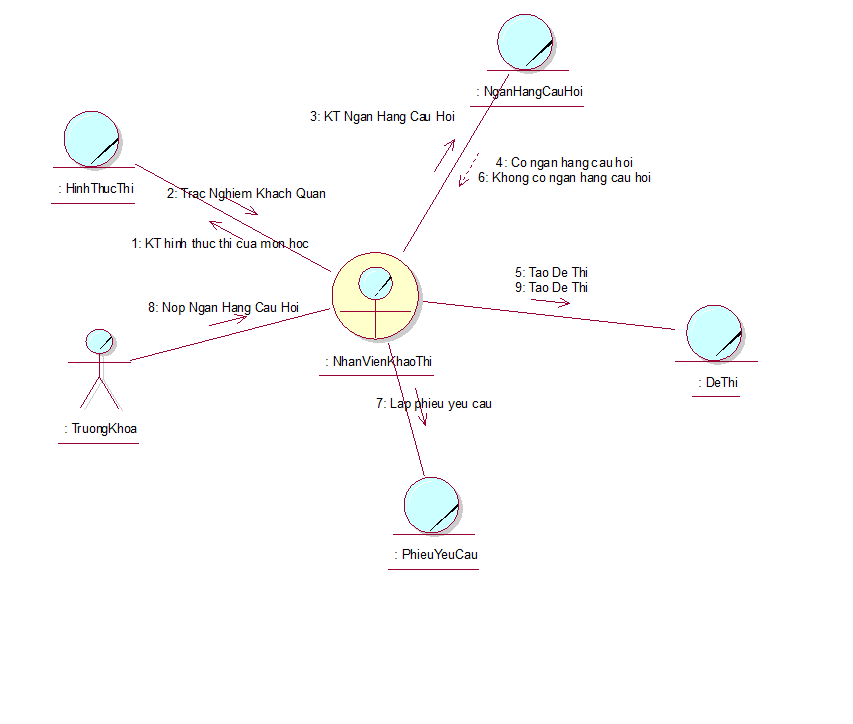 : NganHangCauHoi
3: KT Ngan Hang Cau Hoi
4: Co ngan hang cau hoi
6: Khong co ngan hang cau hoi
: HinhThucThi
2: Trac Nghiem Khach Quan
1: KT hinh thuc thi cua mon hoc
5: Tao De Thi
9: Tao De Thi
8: Nop Ngan Hang Cau Hoi
: NhanVienKhaoThi
: DeThi
7: Lap phieu yeu cau
: TruongKhoa
: PhieuYeuCau